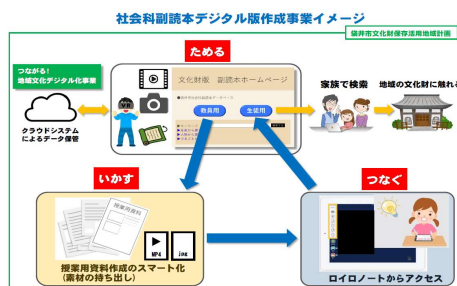 社会科副読本デジタル版作成事業イメージ
袋井市文化財保存活用地域計画
ためる
つながる!
地域文化デジタル化事業
文化財版 副読本ホームページ
教員用
生徒用
クラウドシステム
によるデータ保管
家族で検索
地域の文化財に触れる
いかす
つなぐ
授業用資料
MP4
jpg
授業用資料作成のスマート化
(素材の持ち出し)
ロイロノートからアクセス